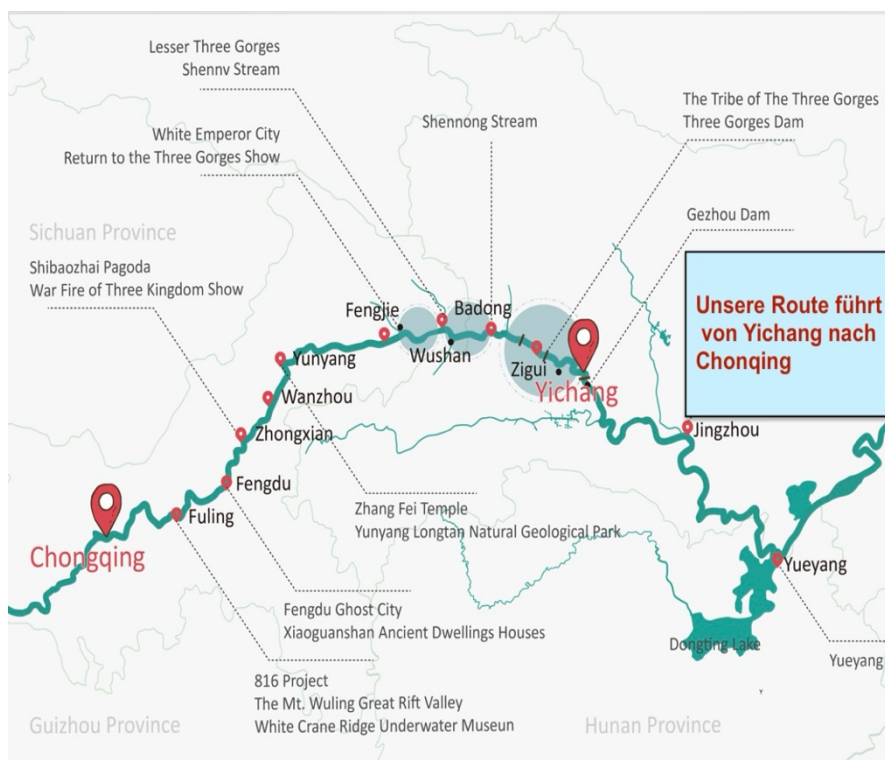 Lesser Three Gorges
Shennv Stream
White Emperor City
Return to the Three Gorges Show
Shennong Stream
The Tribe of The Three Gorges
Three Gorges Dam
Gezhou Dam
Sichuan Province
Shibaozhai Pagoda
War Fire of Three Kingdom Show
Unsere Route führt
von Yichang nach
Chonqing
Fengjie
Badong
Wushan
Zigui
Yichang
Yunyang
Wanzhou
Zhongxian
Jingzhou
Fengdu
Fuling
Chongqing
Zhang Fei Temple
Yunyang Longtan Natural Geological Park
Yueyang
Fengdu Ghost City
Xiaoguanshan Ancient Dwellings Houses
Dongting Lake
Yueyang
816 Project
The Mt. Wuling Great Rift Valley
White Crane Ridge Underwater Museun
Guizhou Province
Hunan Province